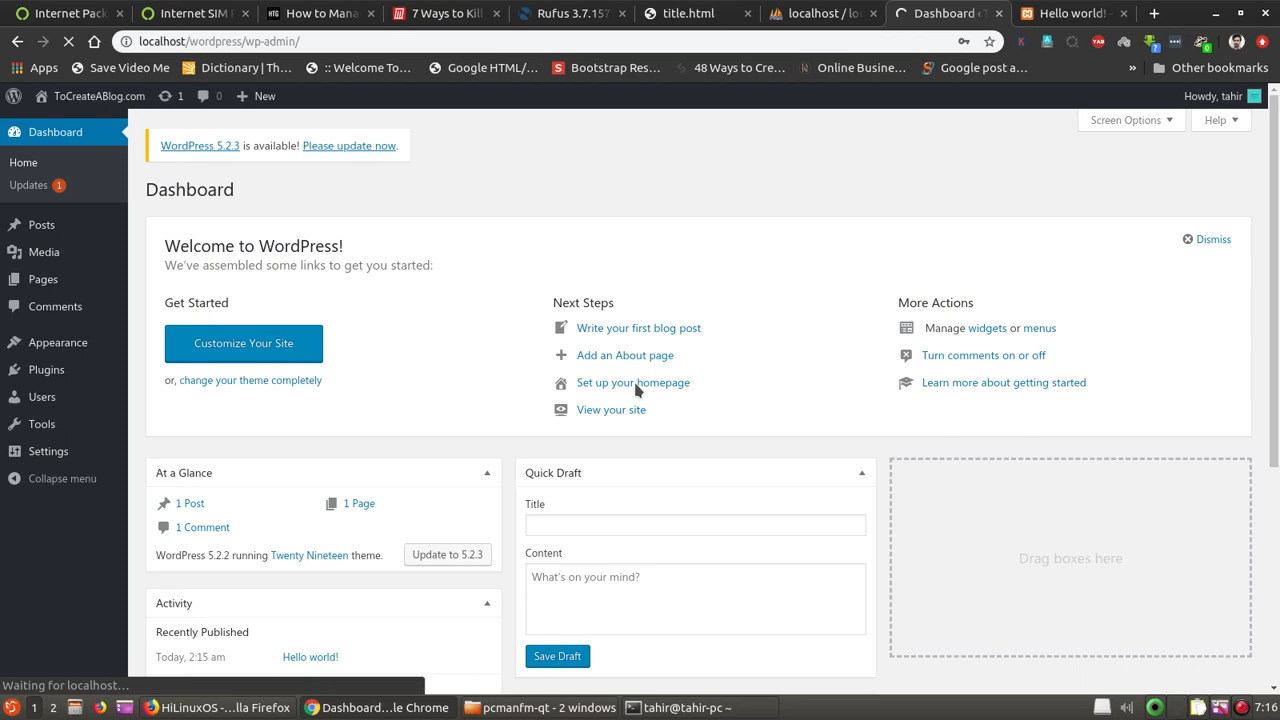 Internet Pack
Internet SIM P
How to Mana
7 Ways to Kill
Rufus 3.7.157
title.html
localhost / loc
Dashboard ‹ T
Hello world! –
localhost/wordpress/wp-admin/
Apps
Save Video Me
Dictionary | Th...
:: Welcome To...
Google HTML/...
Bootstrap Reso...
48 Ways to Cre...
Online Busine...
Google post a...
»
Other bookmarks
ToCreateABlog.com
1
0
New
Howdy, tahir
Screen Options
Help
Dashboard
Home
Updates 1
Posts
Media
Pages
Comments
Appearance
Plugins
Users
Tools
Settings
Collapse menu
WordPress 5.2.3 is available! Please update now.
Dashboard
Welcome to WordPress!
We've assembled some links to get you started:
Dismiss
Get Started
Customize Your Site
or, change your theme completely
Next Steps
Write your first blog post
Add an About page
Set up your homepage
View your site
More Actions
Manage widgets or menus
Turn comments on or off
Learn more about getting started
At a Glance
1 Post
1 Page
1 Comment
WordPress 5.2.2 running Twenty Nineteen theme.
Update to 5.2.3
Activity
Recently Published
Today, 2:15 am
Hello world!
Quick Draft
Title
Content
What's on your mind?
Save Draft
Drag boxes here
Waiting for localhost...
1
2
HiLinuxOS - ...lla Firefox
Dashboard...le Chrome
pcmanfm-qt - 2 windows
tahir@tahir-pc ~
7:16